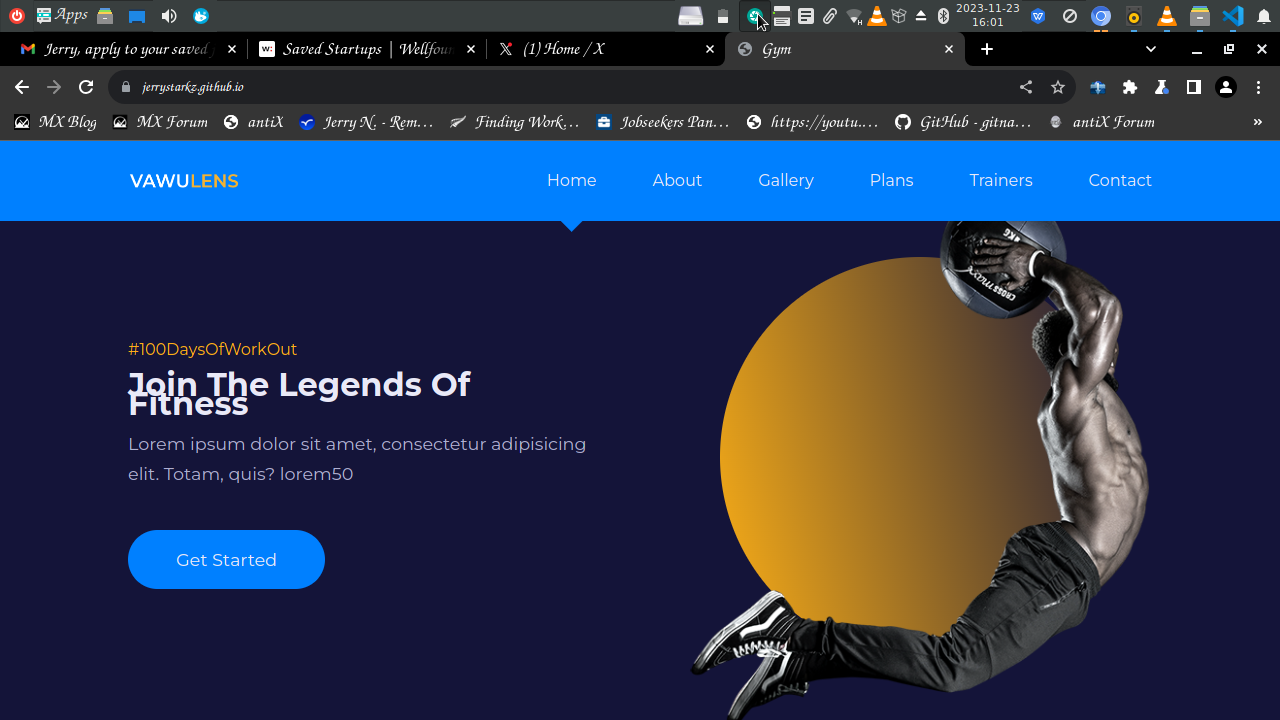 Apps
2023-11-23
16:01
Jerry, apply to your saved
Saved Startups | Wellfoun
(1) Home / X
Gym
jerrystarkz.github.io
MX Blog
MX Forum
antiX
Jerry N. - Rem…
Finding Work…
Jobseekers Pan…
https://youtu.…
GitHub - gitna…
antiX Forum
»
VAWULENS
Home
About
Gallery
Plans
Trainers
Contact
#100DaysOfWorkOut
Join The Legends Of
Fitness
Lorem ipsum dolor sit amet, consectetur adipisicing
elit. Totam, quis? lorem50
Get Started
KG
CROSSMAXX